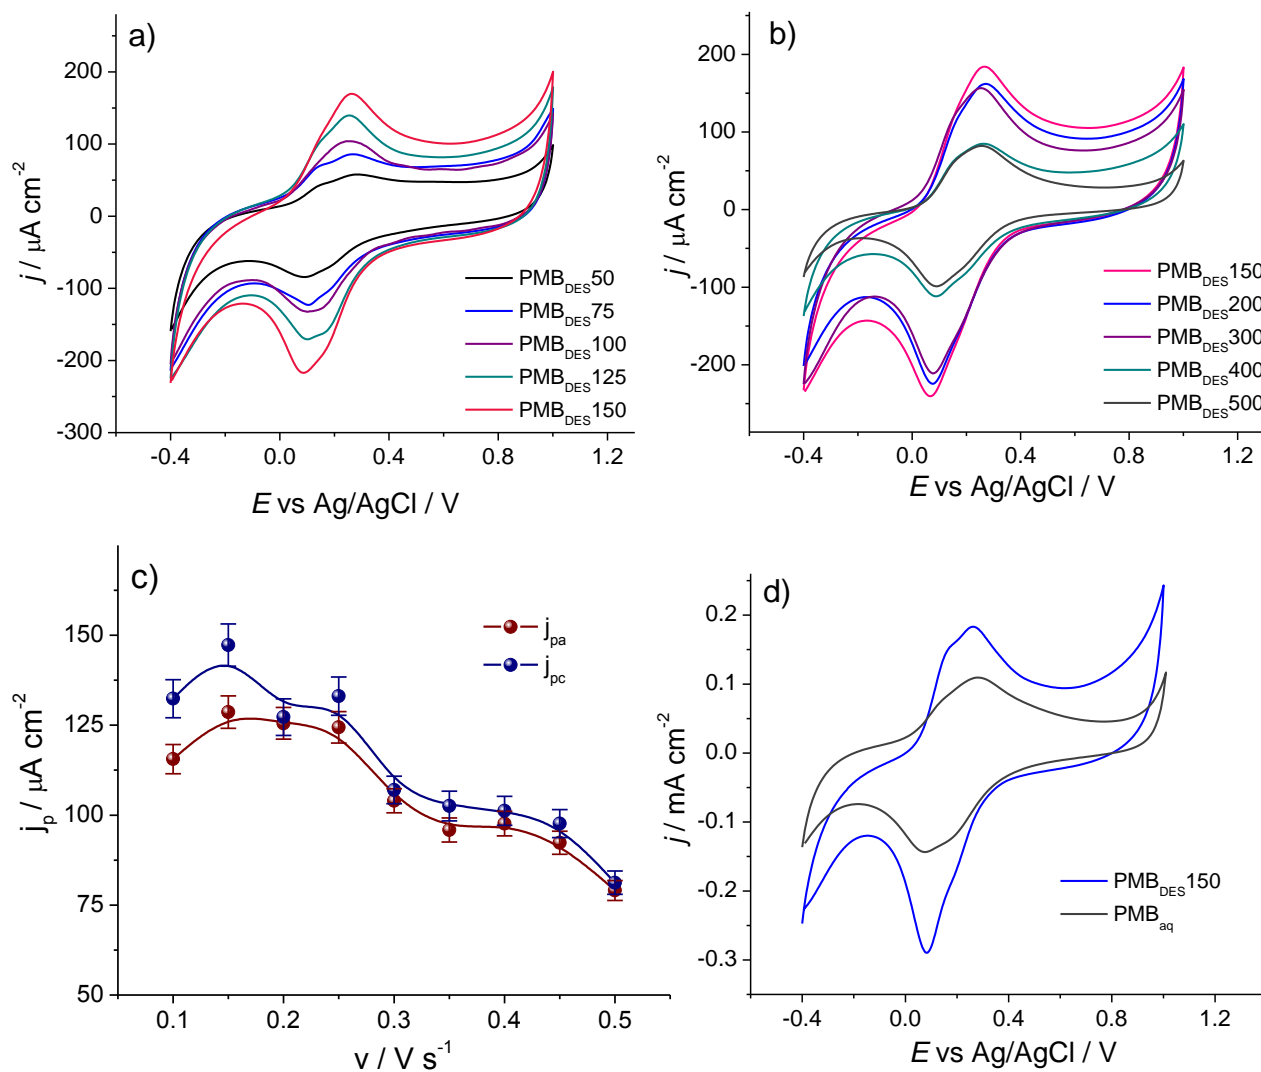 a)
200
100
0
-100
-200
-300
j / μA cm-2
-0.4
0.0
0.4
0.8
1.2
E vs Ag/AgCl / V
PMBDES50
PMBDES75
PMBDES100
PMBDES125
PMBDES150
b)
200
100
0
-100
-200
j / μA cm-2
-0.4
0.0
0.4
0.8
1.2
E vs Ag/AgCl / V
PMBDES150
PMBDES200
PMBDES300
PMBDES400
PMBDES500
c)
150
125
100
75
50
jp / μA cm-2
0.1
0.2
0.3
0.4
0.5
v / V s-1
jpa
jpc
d)
0.2
0.1
0.0
-0.1
-0.2
-0.3
j / mA cm-2
-0.4
0.0
0.4
0.8
1.2
E vs Ag/AgCl / V
PMBDES150
PMBaq